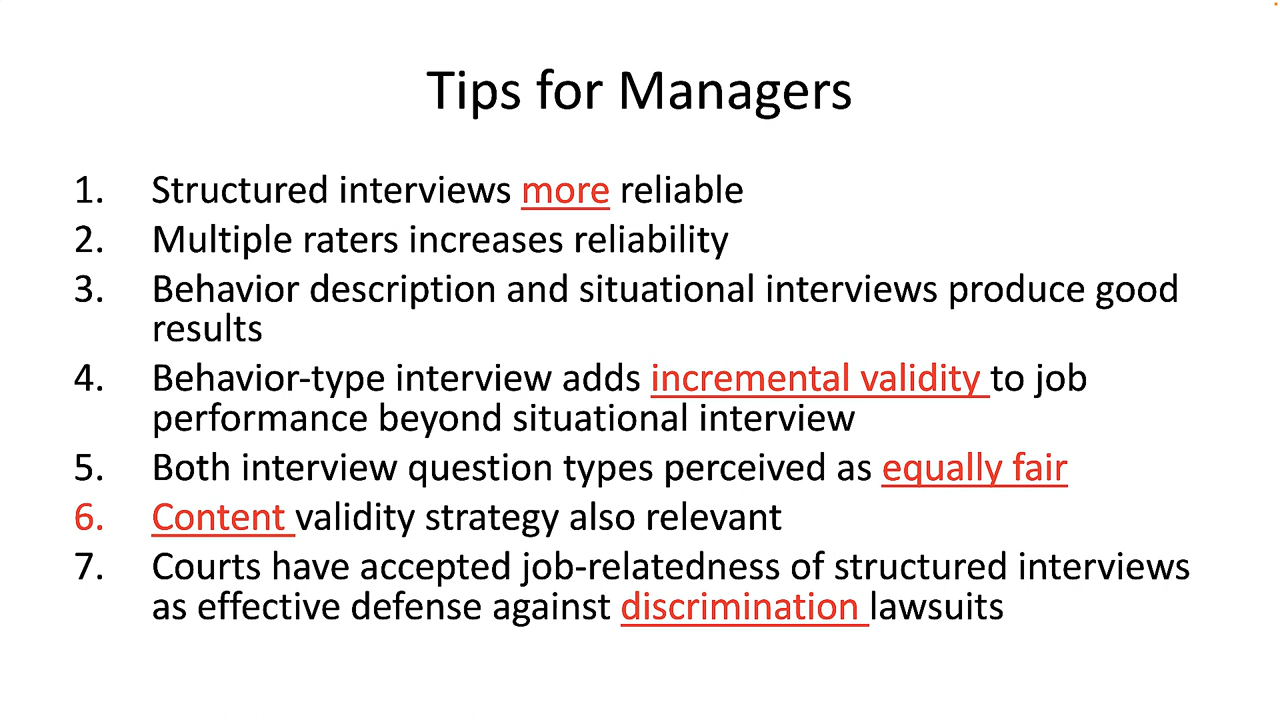 Tips for Managers
1. Structured interviews more reliable
2. Multiple raters increases reliability
3. Behavior description and situational interviews produce good
results
4. Behavior-type interview adds incremental validity to job
performance beyond situational interview
5. Both interview question types perceived as equally fair
6. Content validity strategy also relevant
7. Courts have accepted job-relatedness of structured interviews
as effective defense against discrimination lawsuits